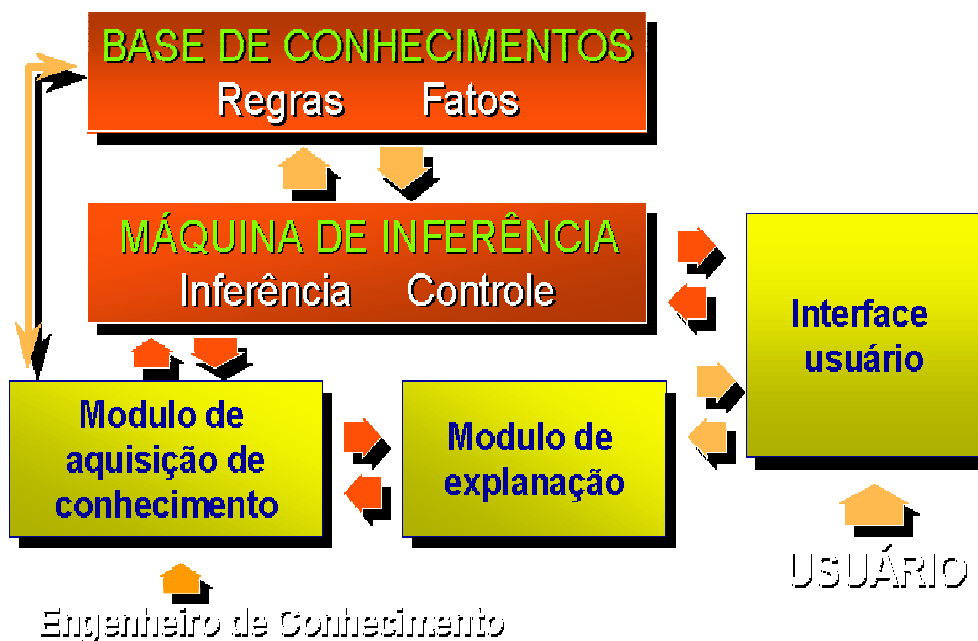 BASE DE CONHECIMENTOS
Regras Fatos
MÁQUINA DE INFERÊNCIA
Inferência Controle
Interface
usuário
Modulo de
aquisição de
conhecimento
Modulo de
explanação
USUÁRIO
Engenheiro de Conhecimento